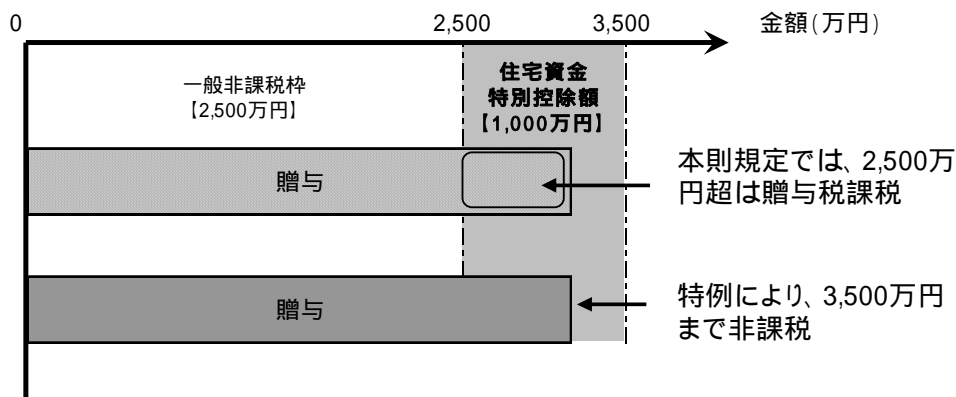 0 2,500 3,500 金額(万円)
一般非課税枠
【2,500万円】
住宅資金
特別控除額
【1,000万円】
贈与
本則規定では、2,500万
円超は贈与税課税
贈与
特例により、3,500万円
まで非課税